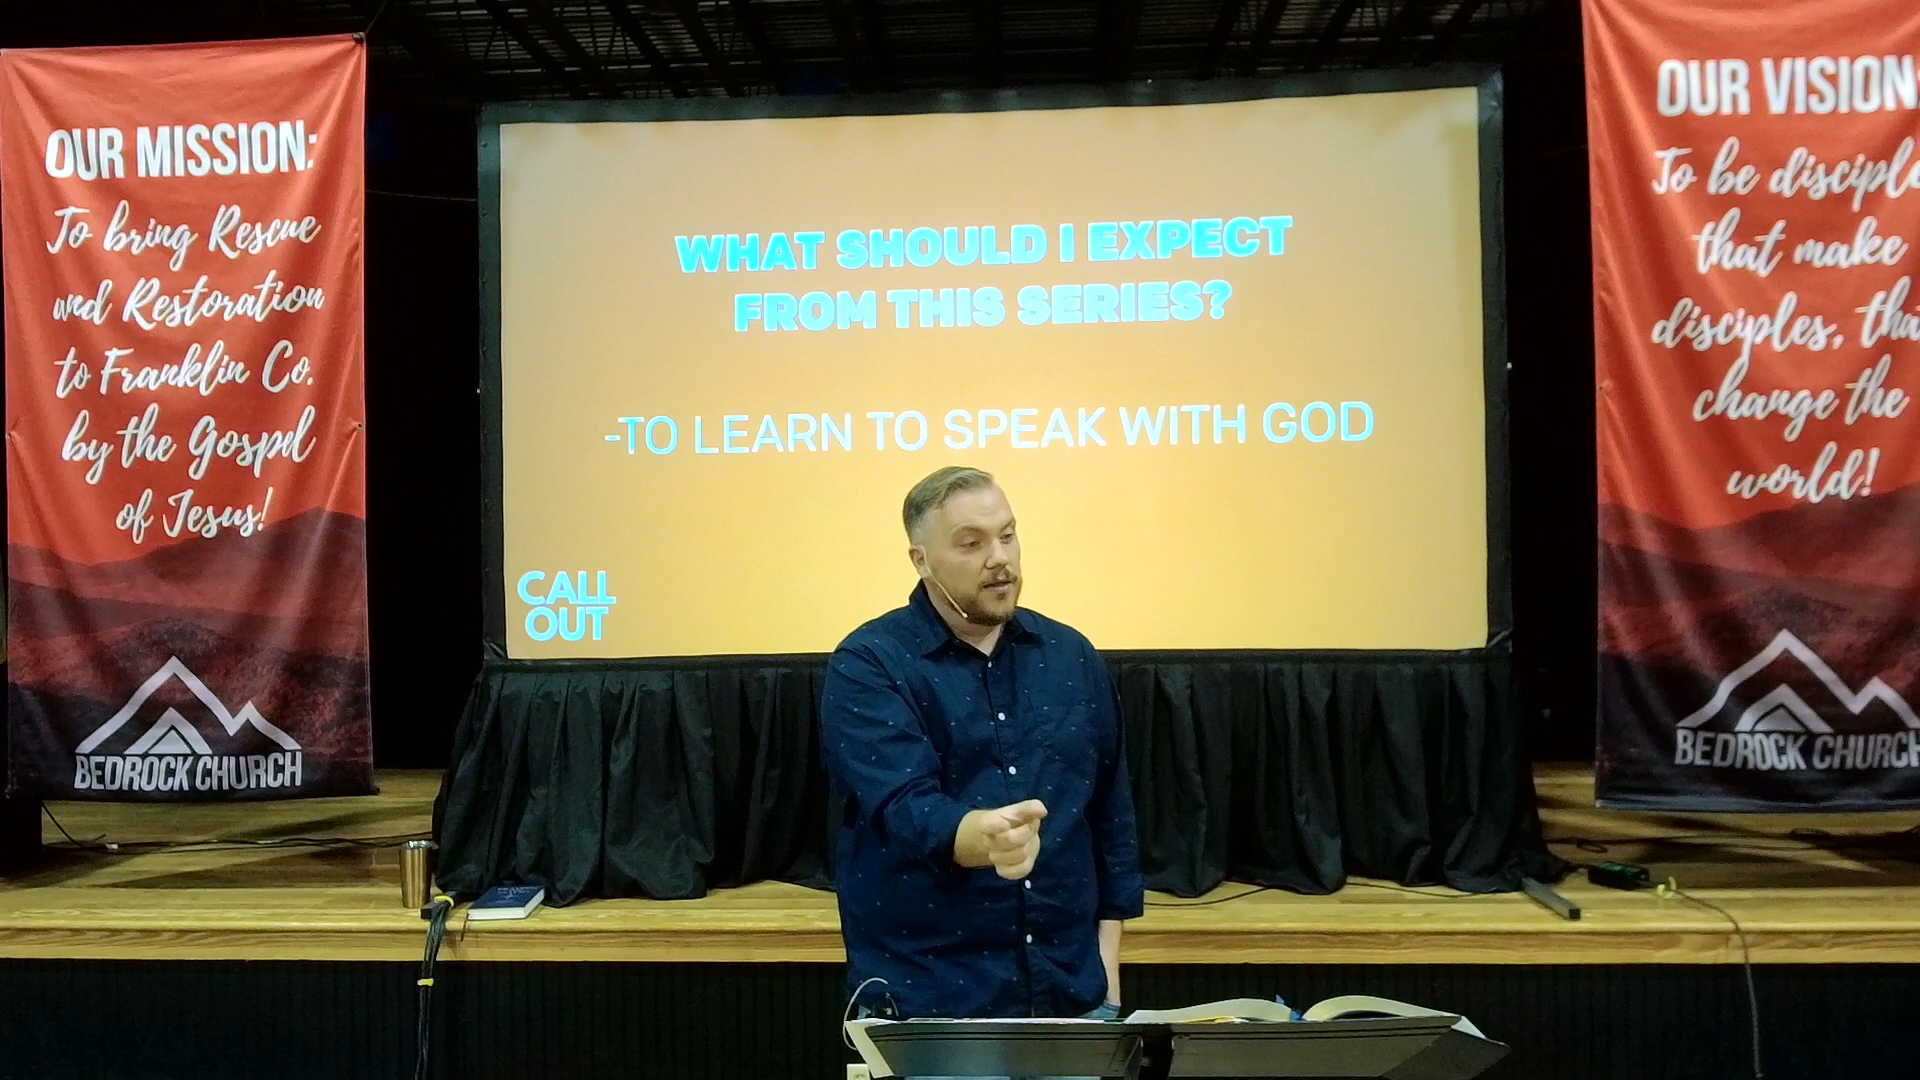 OUR MISSION:
To bring Rescue
and Restoration
to Franklin Co.
by the Gospel
of Jesus!
BEDROCK CHURCH
WHAT SHOULD I EXPECT
FROM THIS SERIES?
-TO LEARN TO SPEAK WITH GOD
CALL
OUT
OUR VISION:
To be disciple
that make
disciples, that
change the
world!
BEDROCK CHURCH